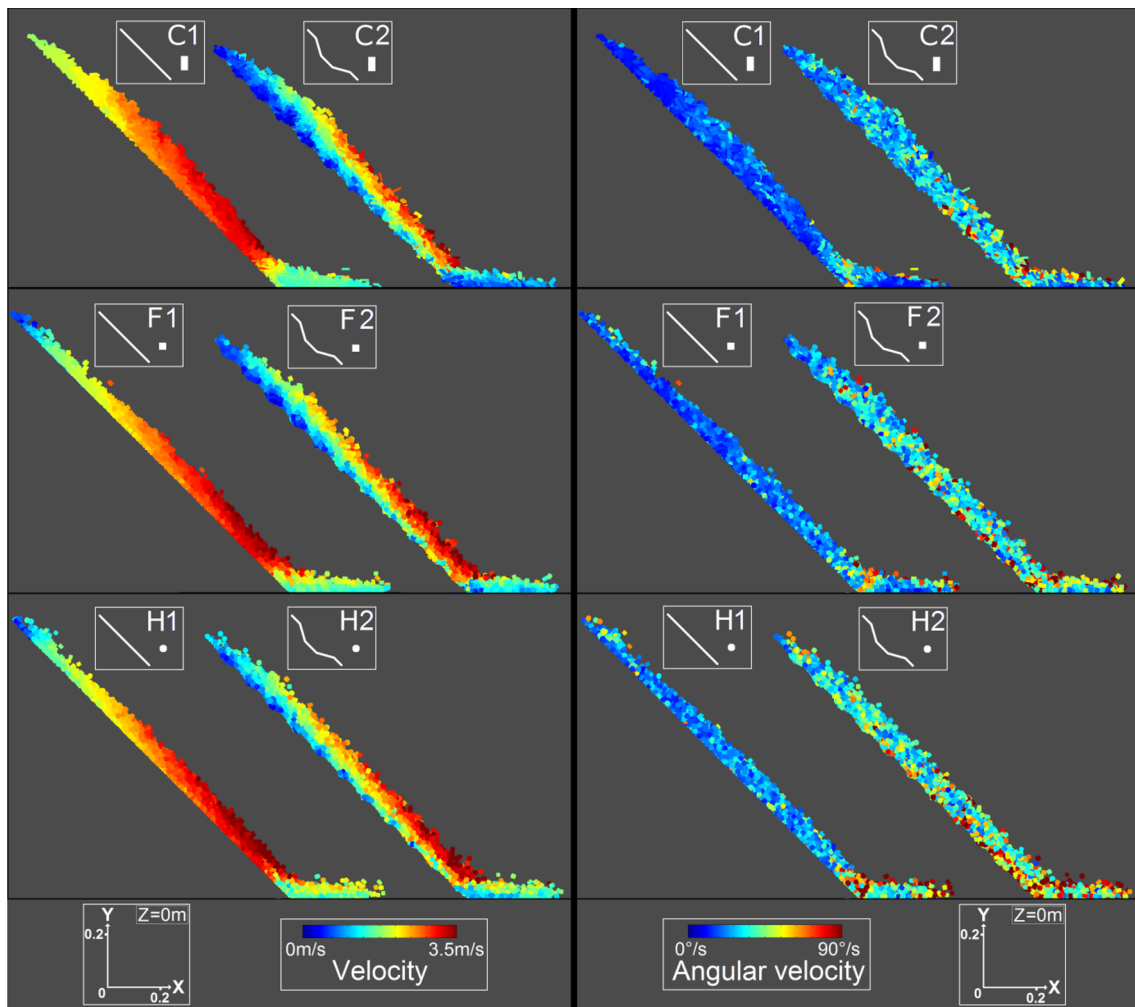 C1 C2 C1 C2
F1 F2 F1 F2
H1 H2 H1 H2
Y Z=0m
0.2
0 0.2 X
0m/s 3.5m/s
Velocity
0°/s 90°/s
Angular velocity
Y Z=0m
0.2
0 0.2 X